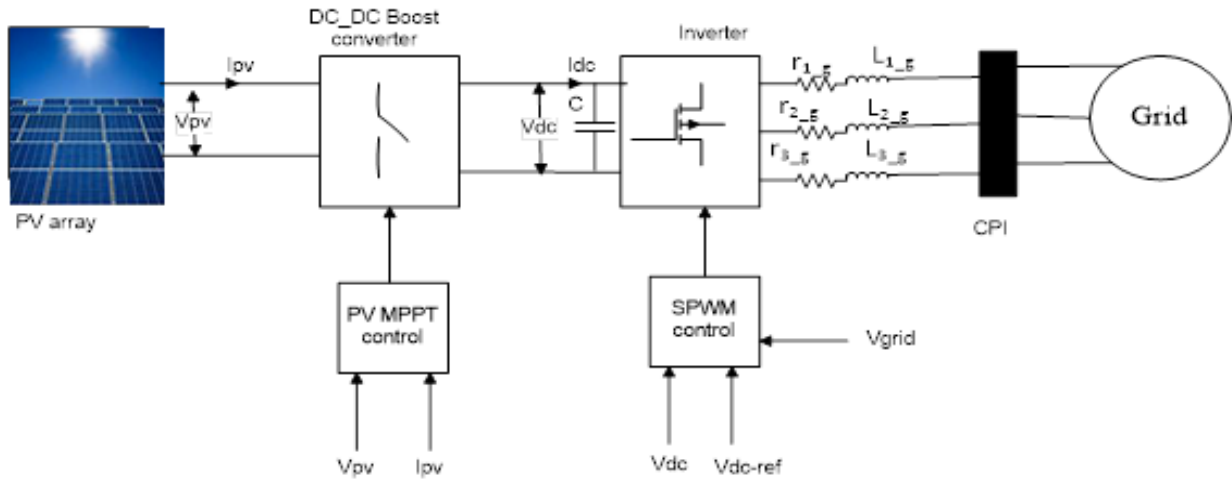 DC_DC Boost
converter
Inverter
Ipv
Idc
r1_g
L1_g
C
Vpv
Vdc
r2_g
L2_g
Grid
r3_g
L3_g
PV array
CPI
PV MPPT
control
SPWM
control
Vgrid
Vpv
Ipv
Vdc
Vdc-ref